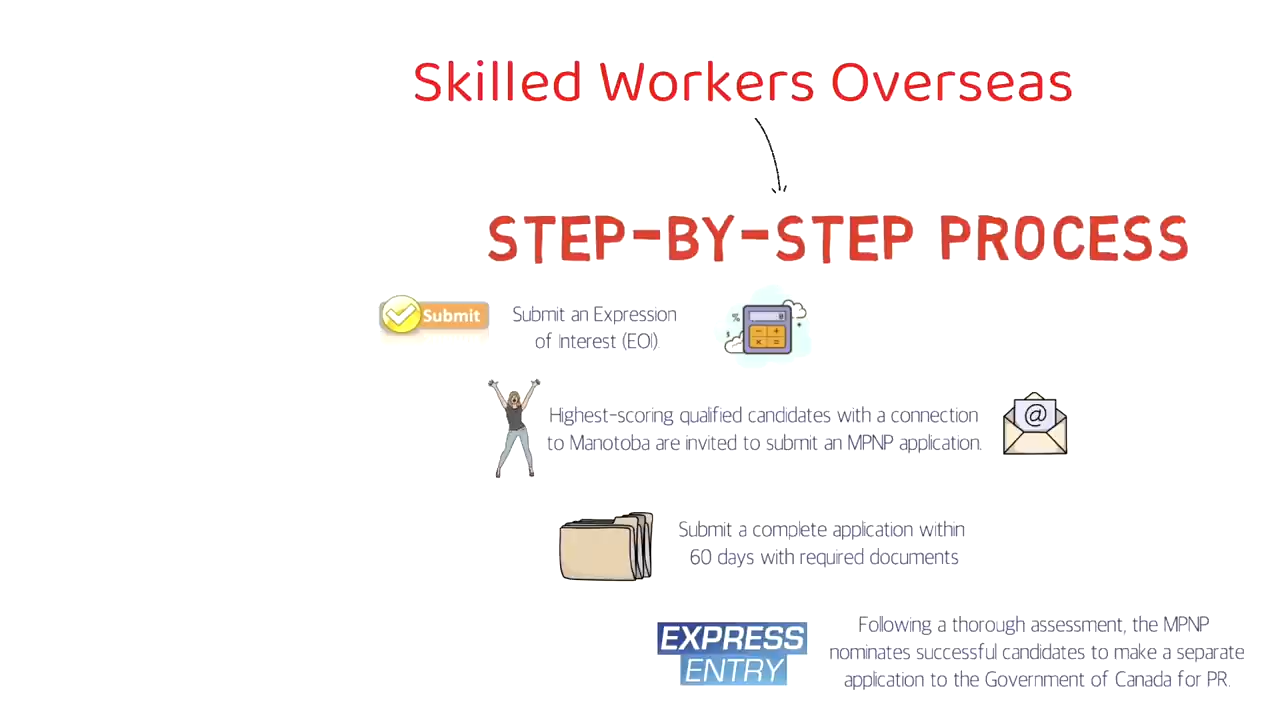 Skilled Workers Overseas
STEP-BY-STEP PROCESS
Submit
Submit an Expression
of Interest (EOI).
Highest-scoring qualified candidates with a connection
to Manotoba are invited to submit an MPNP application.
Submit a complete application within
60 days with required documents
EXPRESS
ENTRY
Following a thorough assessment, the MPNP
nominates successful candidates to make a separate
application to the Government of Canada for PR.